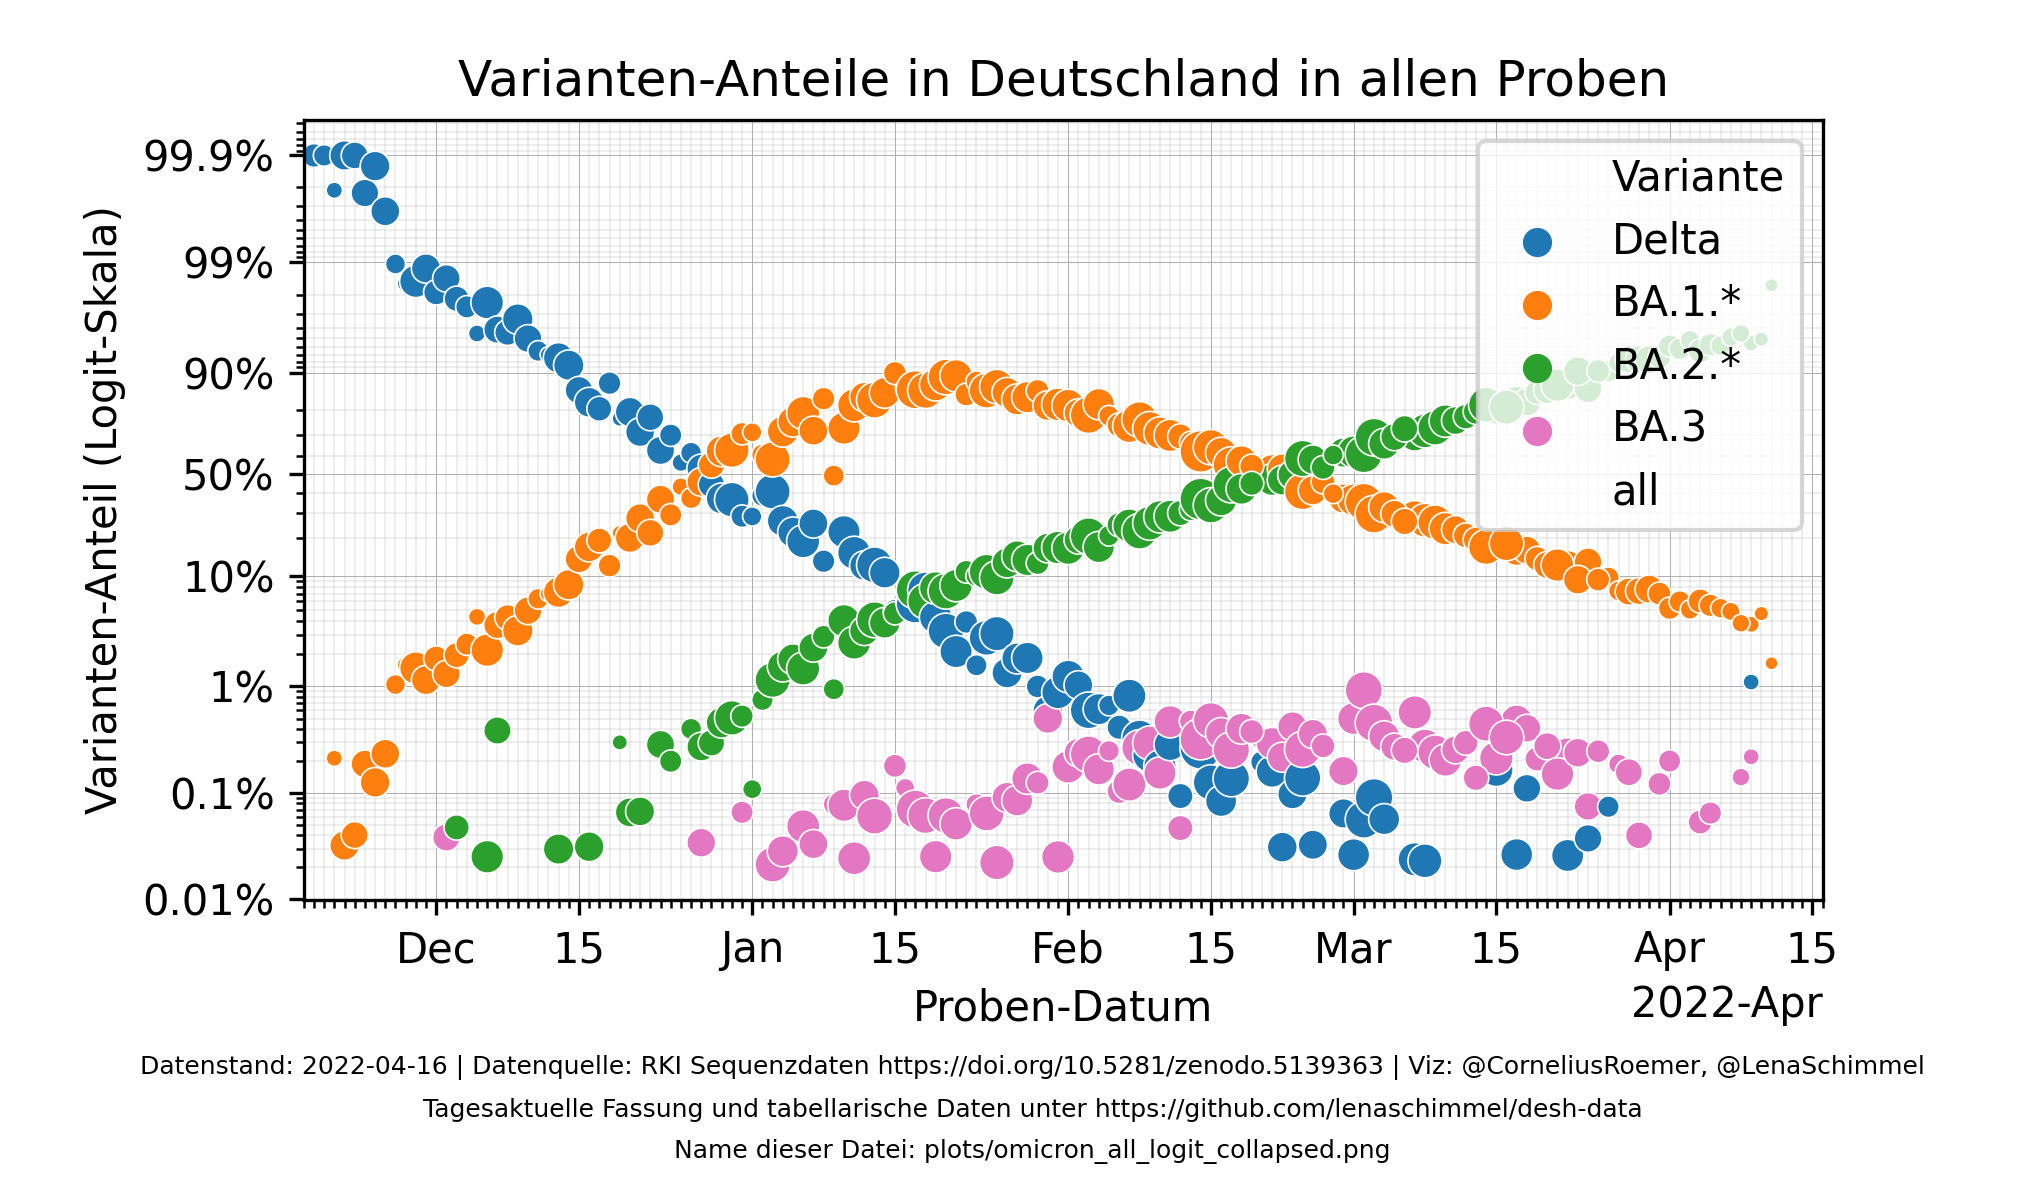 Varianten-Anteile in Deutschland in allen Proben
Varianten-Anteil (Logit-Skala)
99.9%
99%
90%
50%
10%
1%
0.1%
0.01%
Variante
Delta
BA.1.*
BA.2.*
BA.3
all
Dec 15 Jan 15 Feb 15 Mar 15 Apr 15
Proben-Datum
2022-Apr
Datenstand: 2022-04-16 | Datenquelle: RKI Sequenzdaten https://doi.org/10.5281/zenodo.5139363 | Viz: @CorneliusRoemer, @LenaSchimmel
Tagesaktuelle Fassung und tabellarische Daten unter https://github.com/lenaschimmel/desh-data
Name dieser Datei: plots/omicron_all_logit_collapsed.png